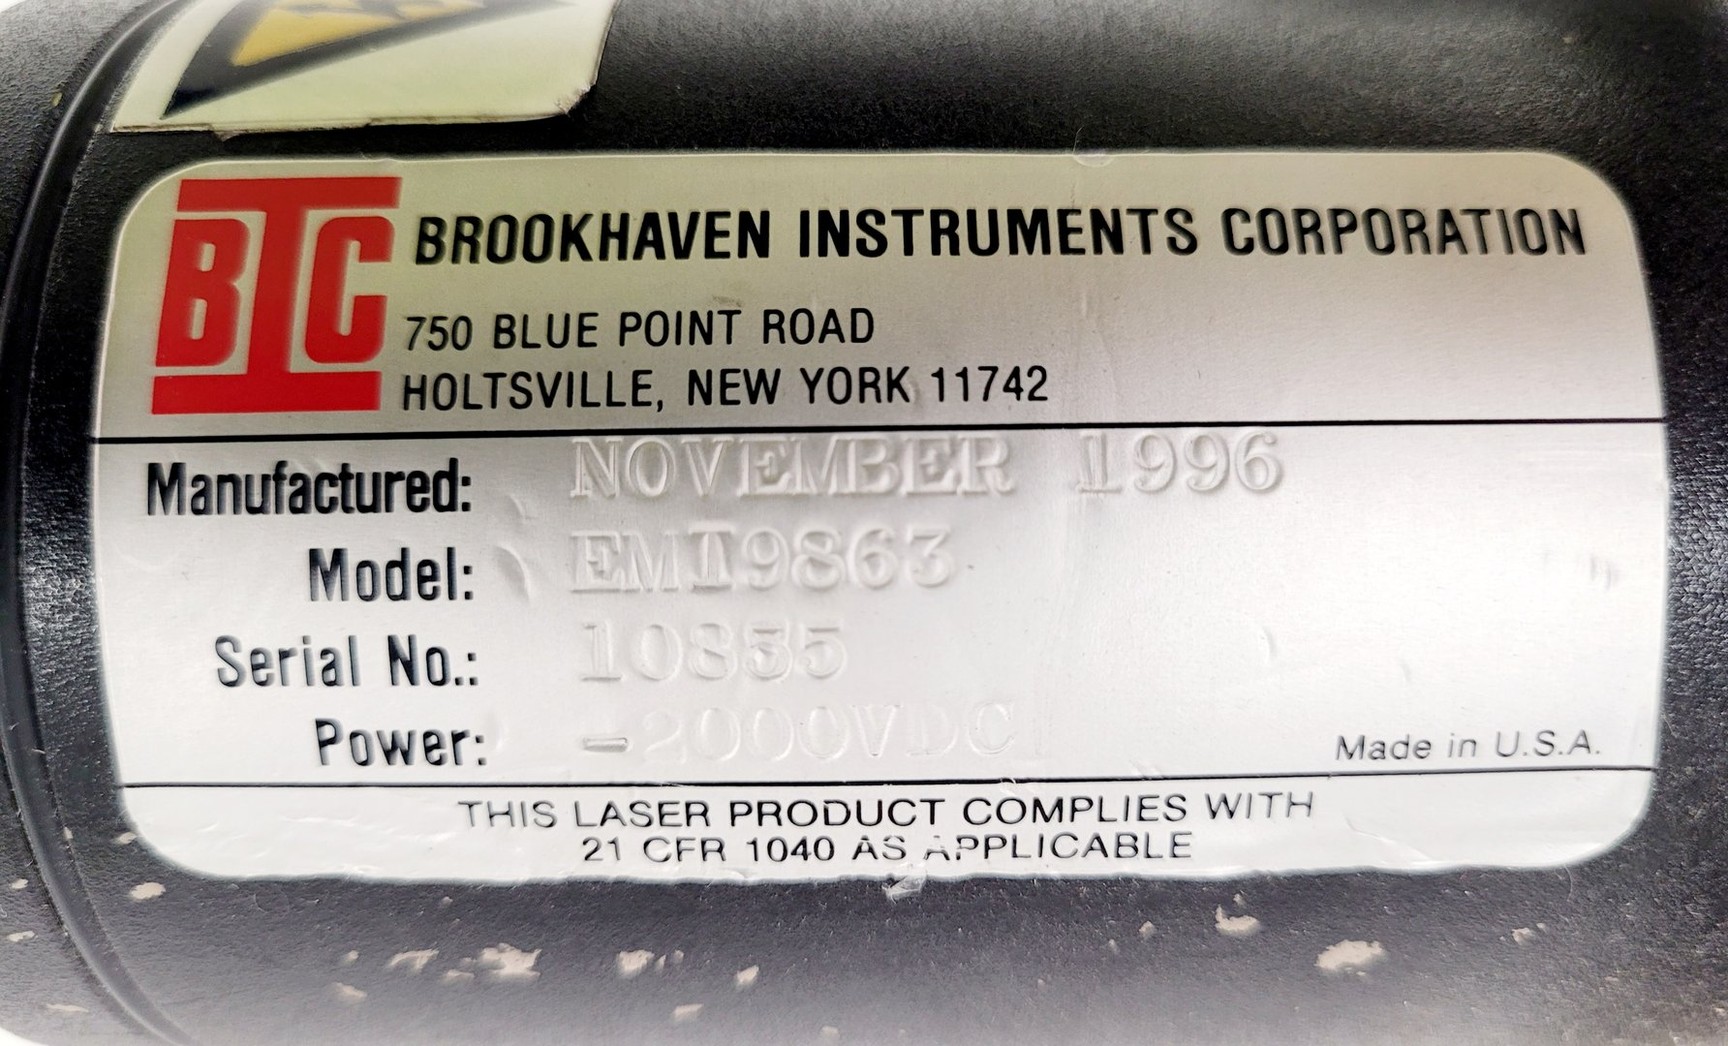 BIC
BROOKHAVEN INSTRUMENTS CORPORATION
750 BLUE POINT ROAD
HOLTSVILLE, NEW YORK 11742
Manufactured: NOVEMBER 1996
Model: EMI9863
Serial No.:
Power: -2000VDC
Made in U.S.A.
THIS LASER PRODUCT COMPLIES WITH
21 CFR 1040 AS APPLICABLE